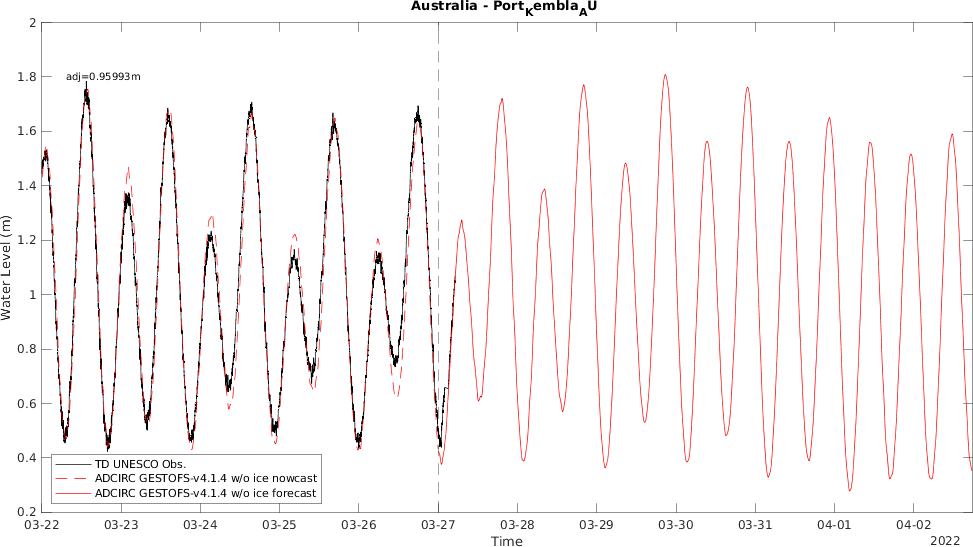 Australia - PortKemblaAU
adj=0.95993m
2
1.8
1.6
1.4
1.2
1
0.8
0.6
0.4
0.2
Water Level (m)
TD UNESCO Obs.
ADCIRC GESTOFS-v4.1.4 w/o ice nowcast
ADCIRC GESTOFS-v4.1.4 w/o ice forecast
03-22 03-23 03-24 03-25 03-26 03-27 03-28 03-29 03-30 03-31 04-01 04-02
Time
2022